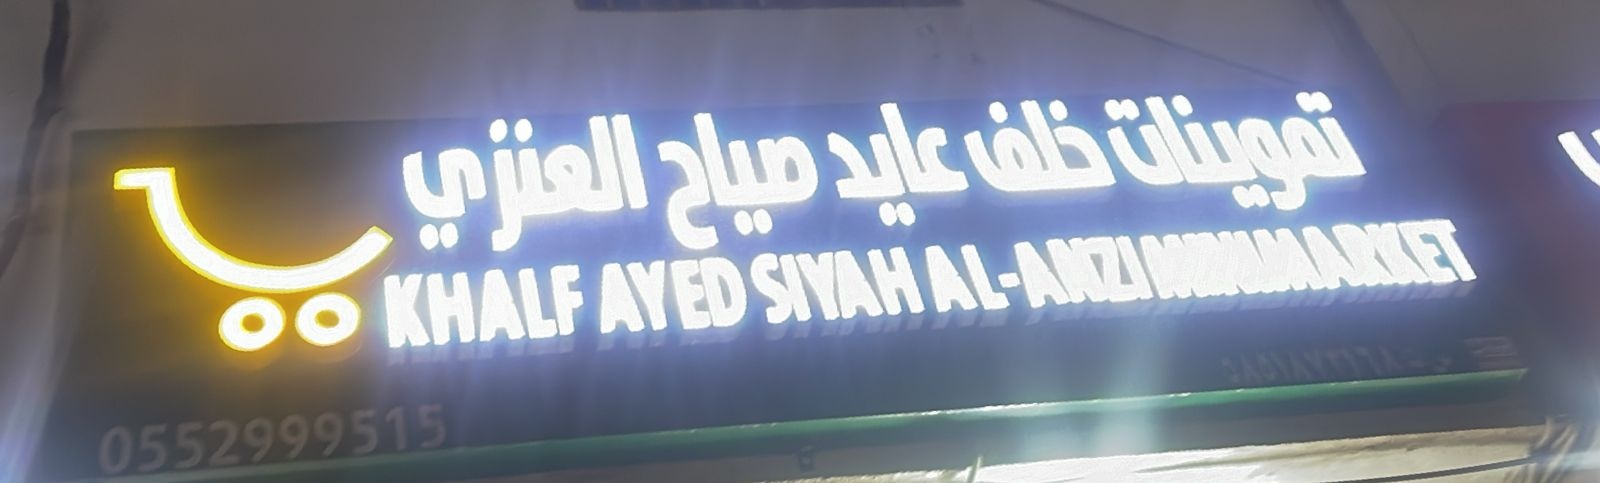 تموينات خلف عايد صياح العنزي
KHALF AYED SIYAH AL-ANZI MINIMARKET
0552999515